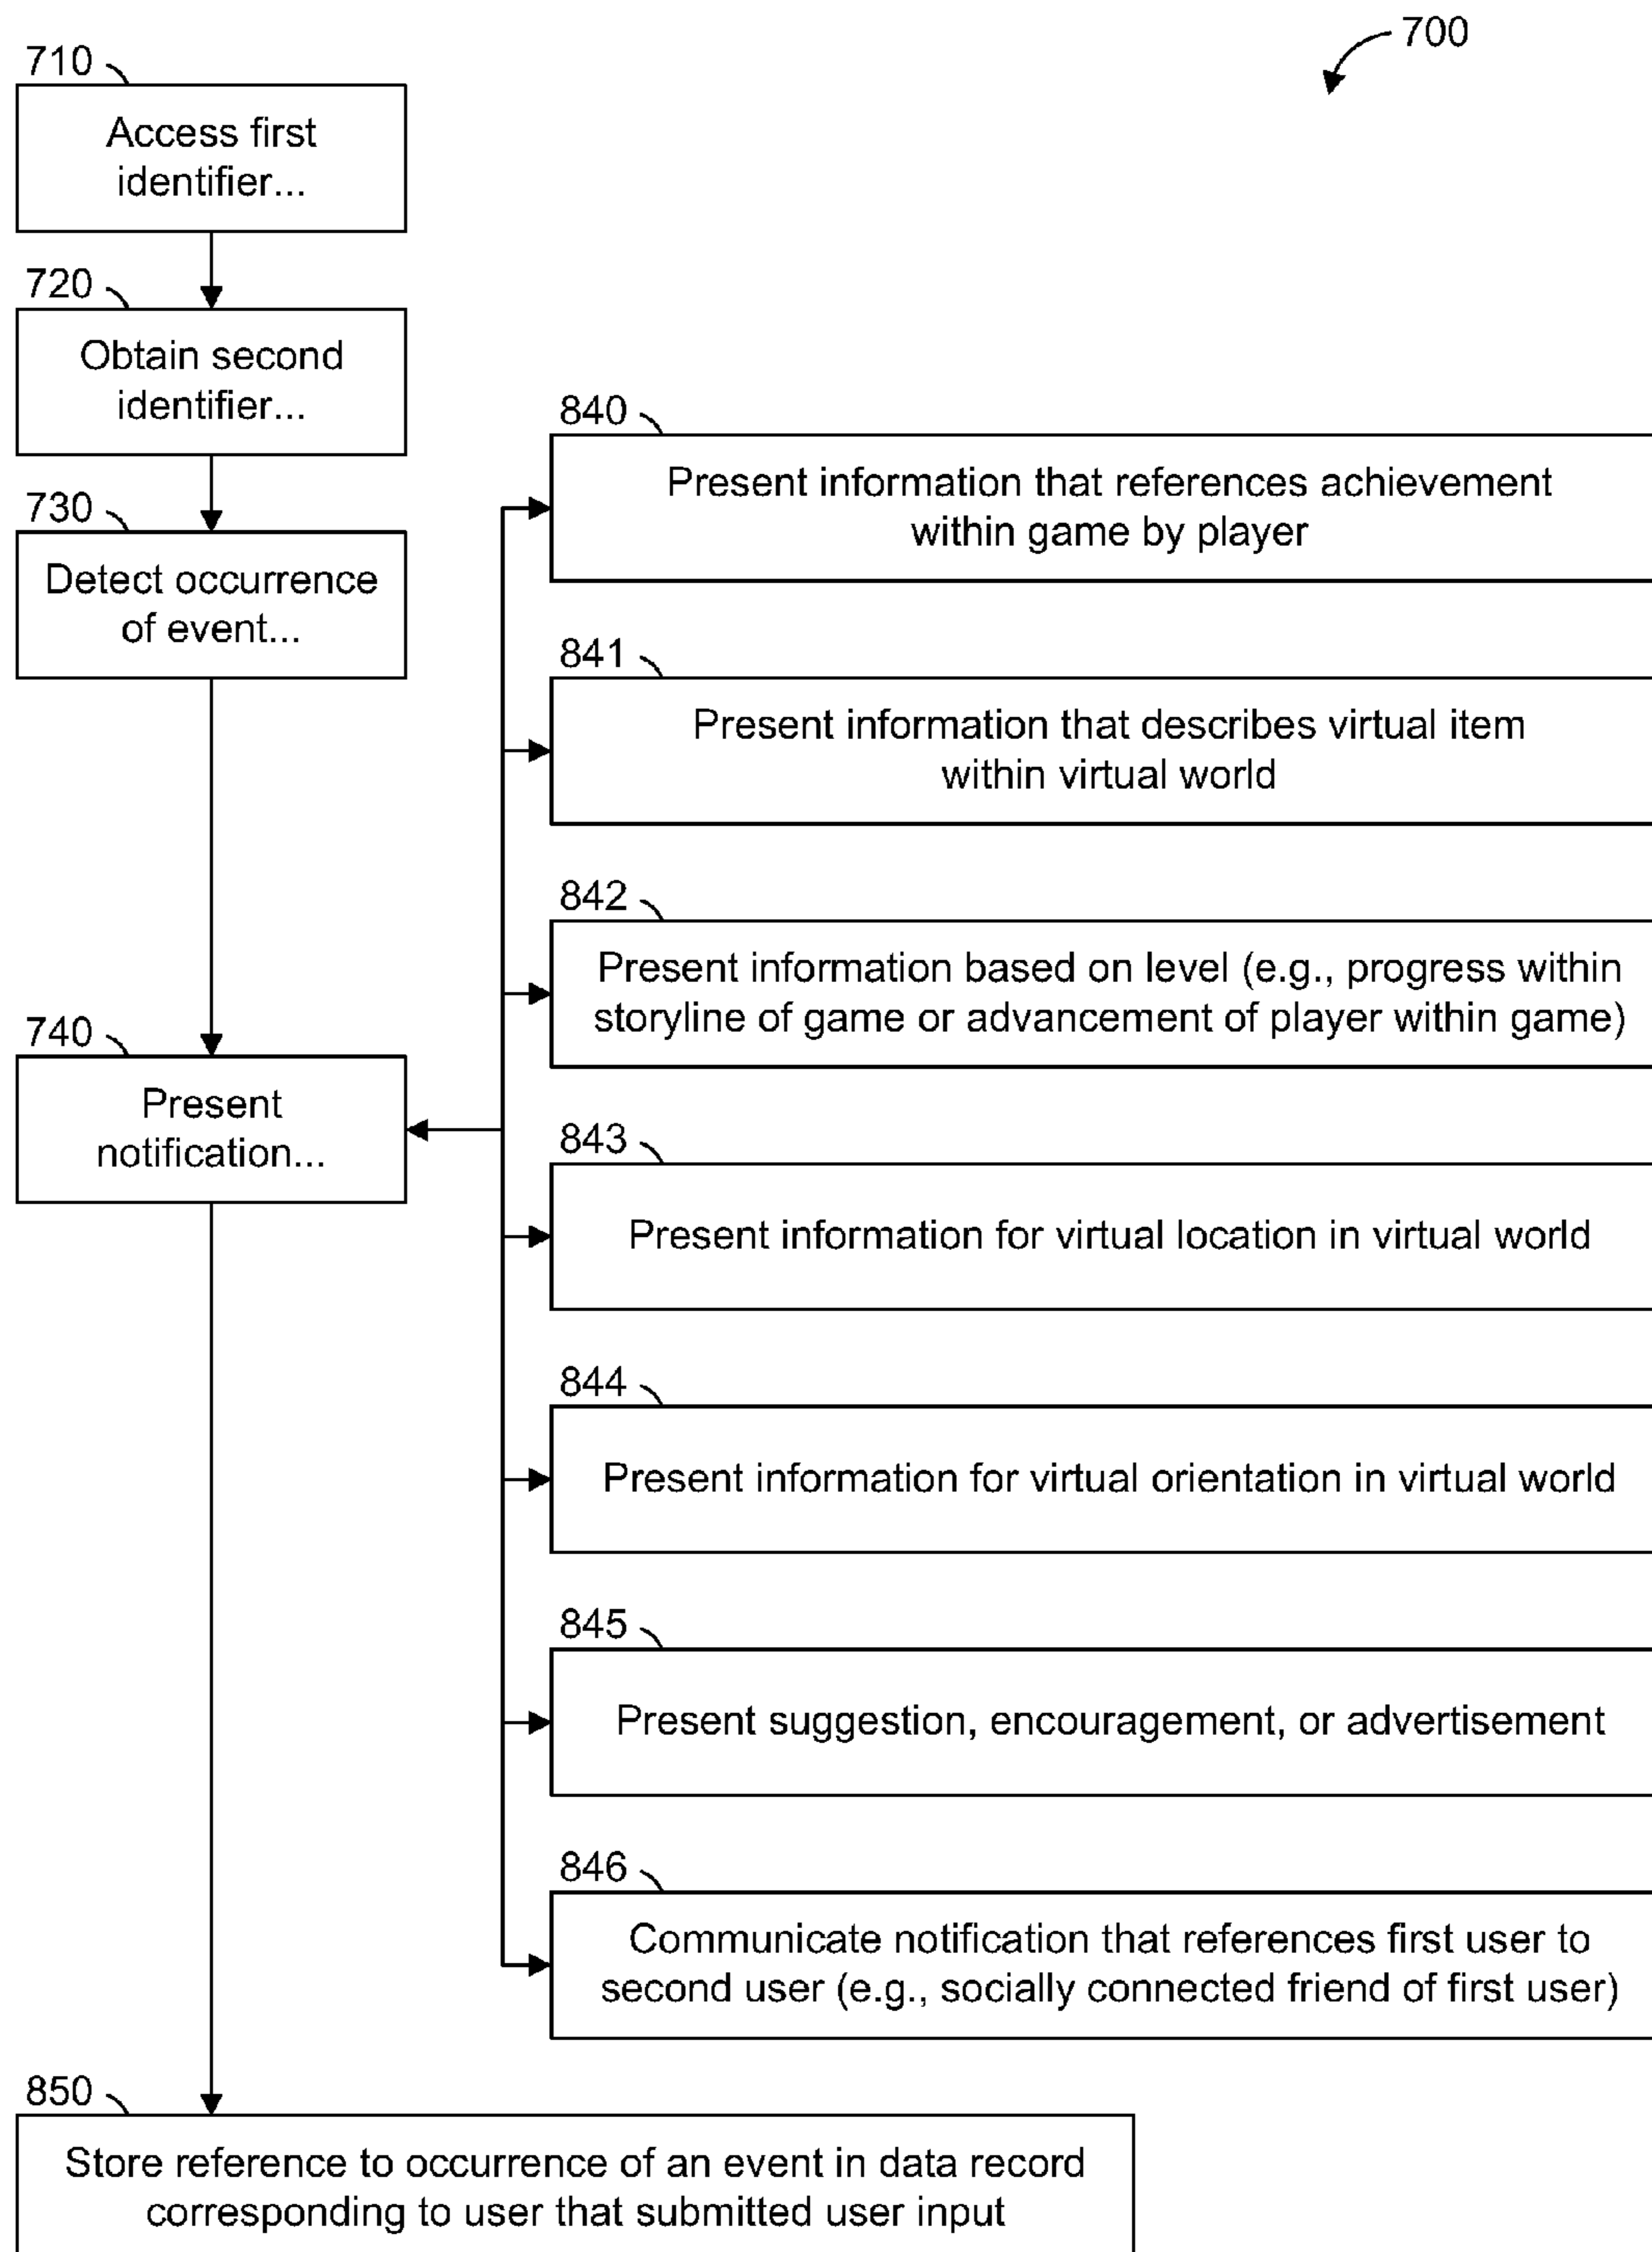 700
710
Access first
identifier...
720
Obtain second
identifier...
730
Detect occurrence
of event...
740
Present
notification...
840
Present information that references achievement
within game by player
841
Present information that describes virtual item
within virtual world
842
Present information based on level (e.g., progress within
storyline of game or advancement of player within game)
843
Present information for virtual location in virtual world
844
Present information for virtual orientation in virtual world
845
Present suggestion, encouragement, or advertisement
846
Communicate notification that references first user to
second user (e.g., socially connected friend of first user)
850
Store reference to occurrence of an event in data record
corresponding to user that submitted user input